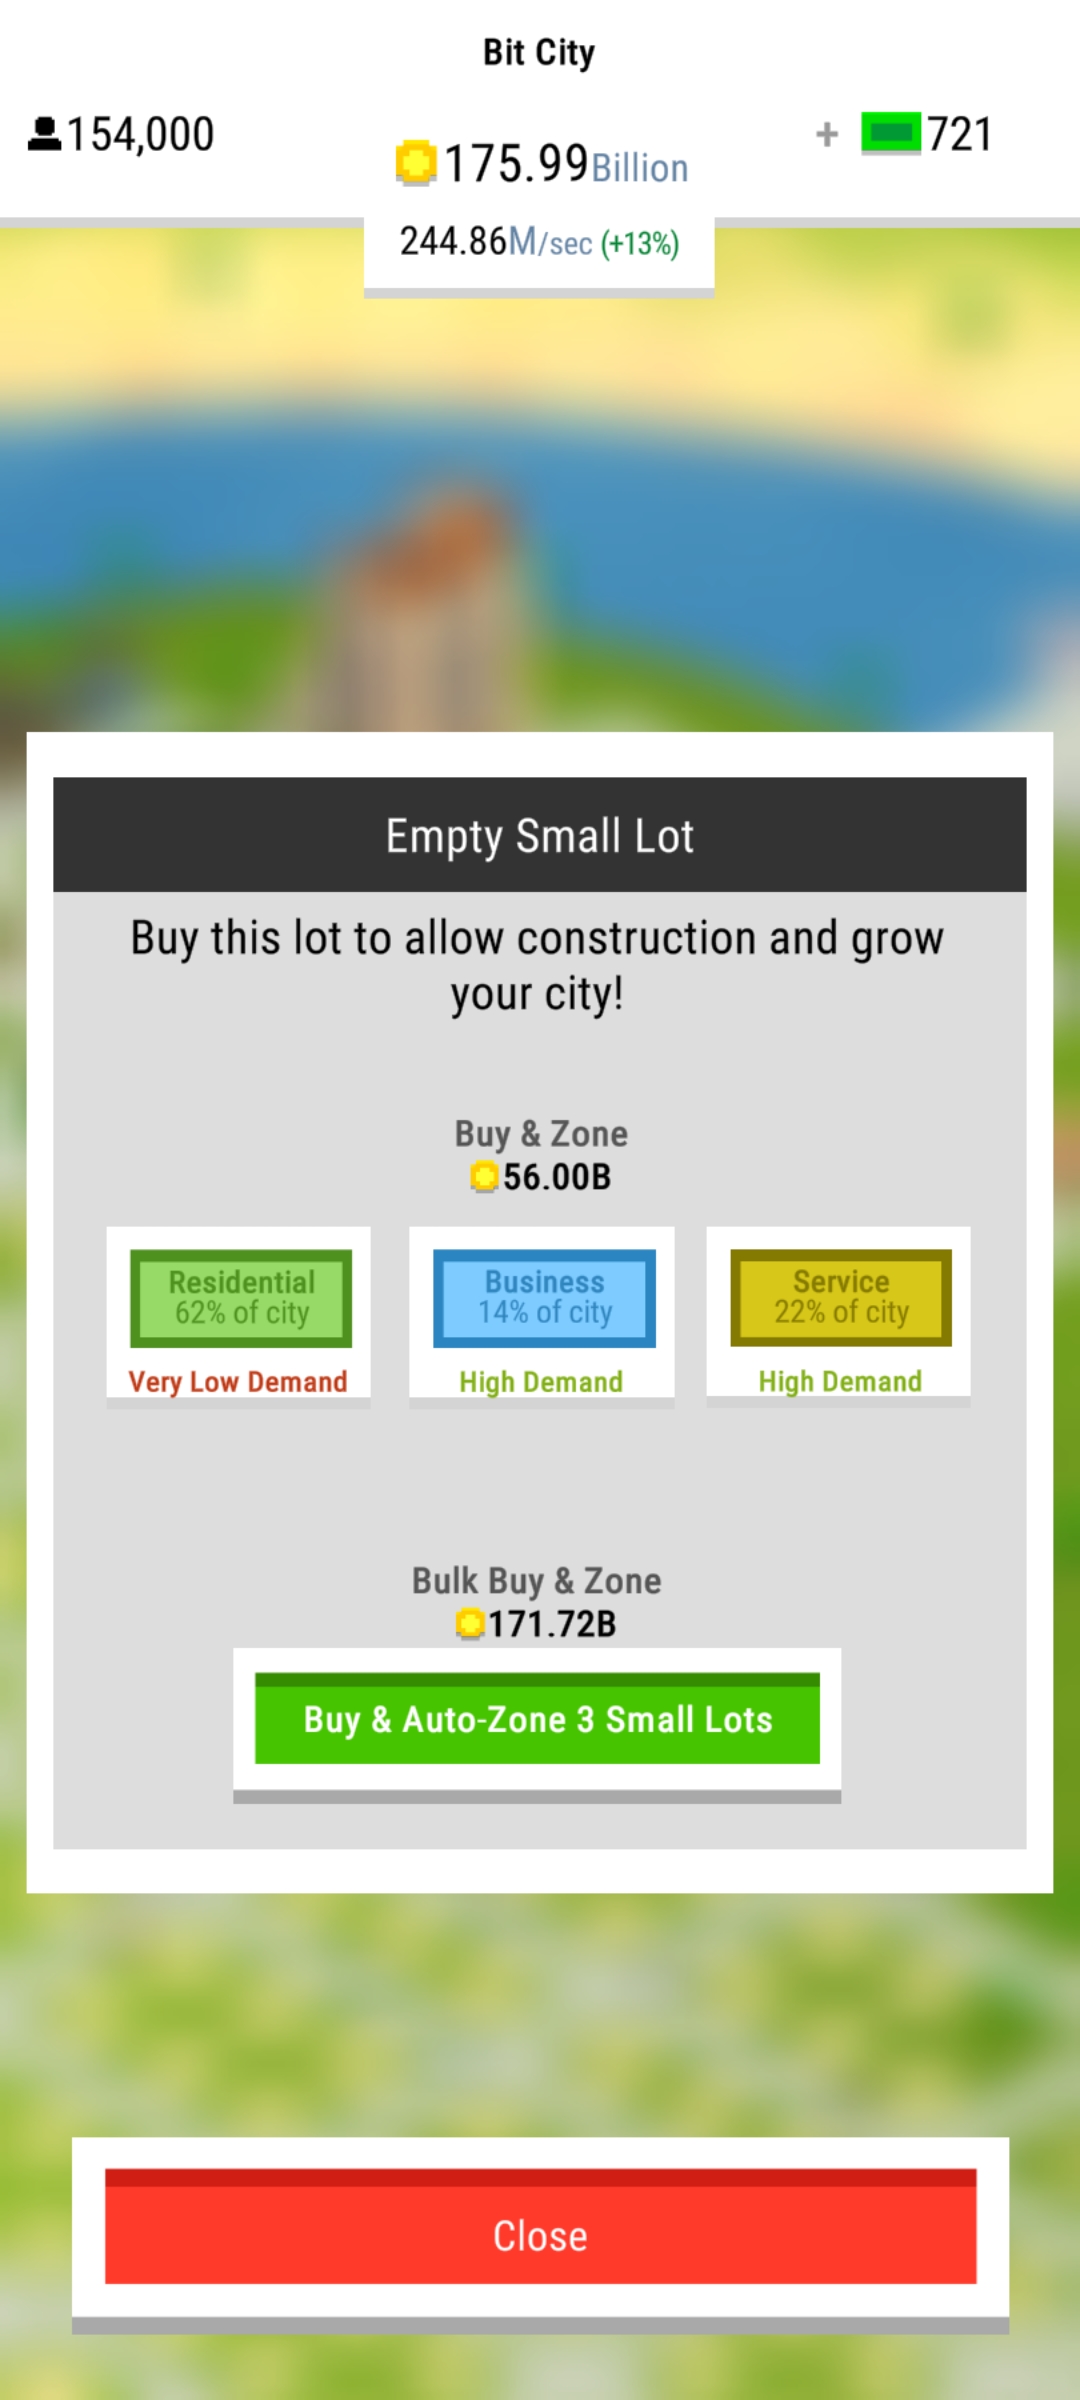 Bit City
154,000
175.99Billion
+ 721
244.86M/sec (+13%)
Empty Small Lot
Buy this lot to allow construction and grow
your city!
Buy & Zone
56.00B
Residential
62% of city
Very Low Demand
Business
14% of city
High Demand
Service
22% of city
High Demand
Bulk Buy & Zone
171.72B
Buy & Auto-Zone 3 Small Lots
Close